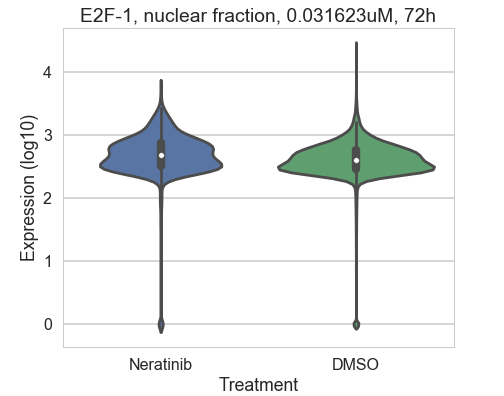 E2F-1, nuclear fraction, 0.031623uM, 72h
Expression (log10)
4
3
2
1
0
Neratinib DMSO
Treatment